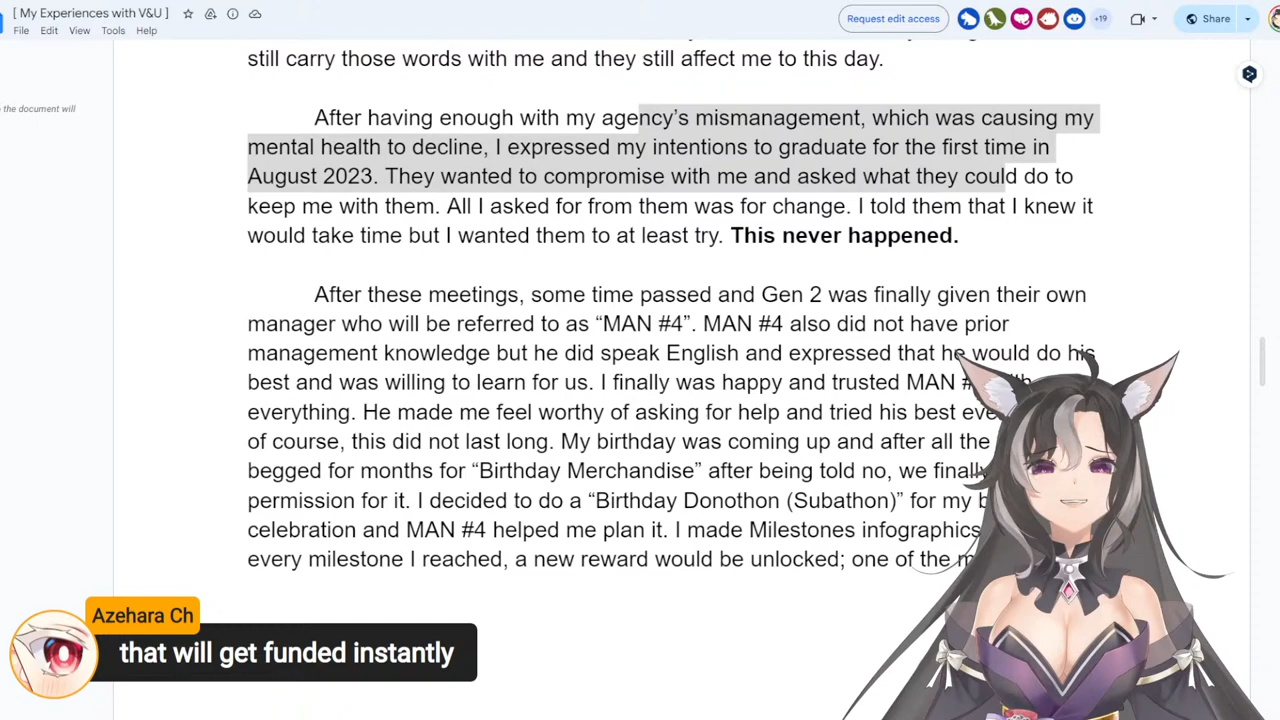 [ My Experiences with V&U ]
File Edit View Tools Help
Request edit access
+19
Share
the document will
still carry those words with me and they still affect me to this day.
After having enough with my agency's mismanagement, which was causing my
mental health to decline, I expressed my intentions to graduate for the first time in
August 2023. They wanted to compromise with me and asked what they could do to
keep me with them. All I asked for from them was for change. I told them that I knew it
would take time but I wanted them to at least try. This never happened.
After these meetings, some time passed and Gen 2 was finally given their own
manager who will be referred to as “MAN #4”. MAN #4 also did not have prior
management knowledge but he did speak English and expressed that he would do his
best and was willing to learn for us. I finally was happy and trusted MAN
everything. He made me feel worthy of asking for help and tried his best
of course, this did not last long. My birthday was coming up and after all the
begged for months for “Birthday Merchandise” after being told no, we
permission for it. I decided to do a “Birthday Donothon (Subathon)” for my
celebration and MAN #4 helped me plan it. I made Milestones infographics
every milestone I reached, a new reward would be unlocked; one of the
Azehara Ch
that will get funded instantly